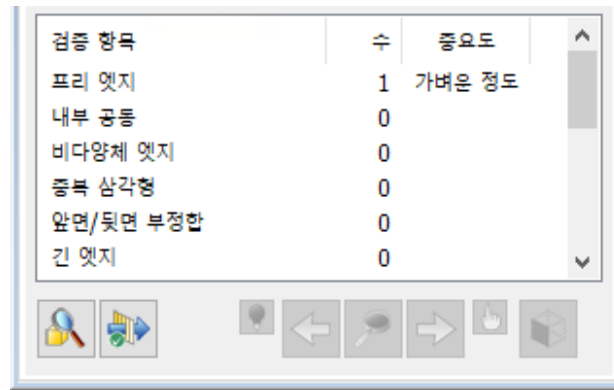 검증 항목 수 중요도
프리 엣지 1 가벼운 정도
내부 공동 0
비다양체 엣지 0
중복 삼각형 0
앞면/뒷면 부정합 0
긴 엣지 0